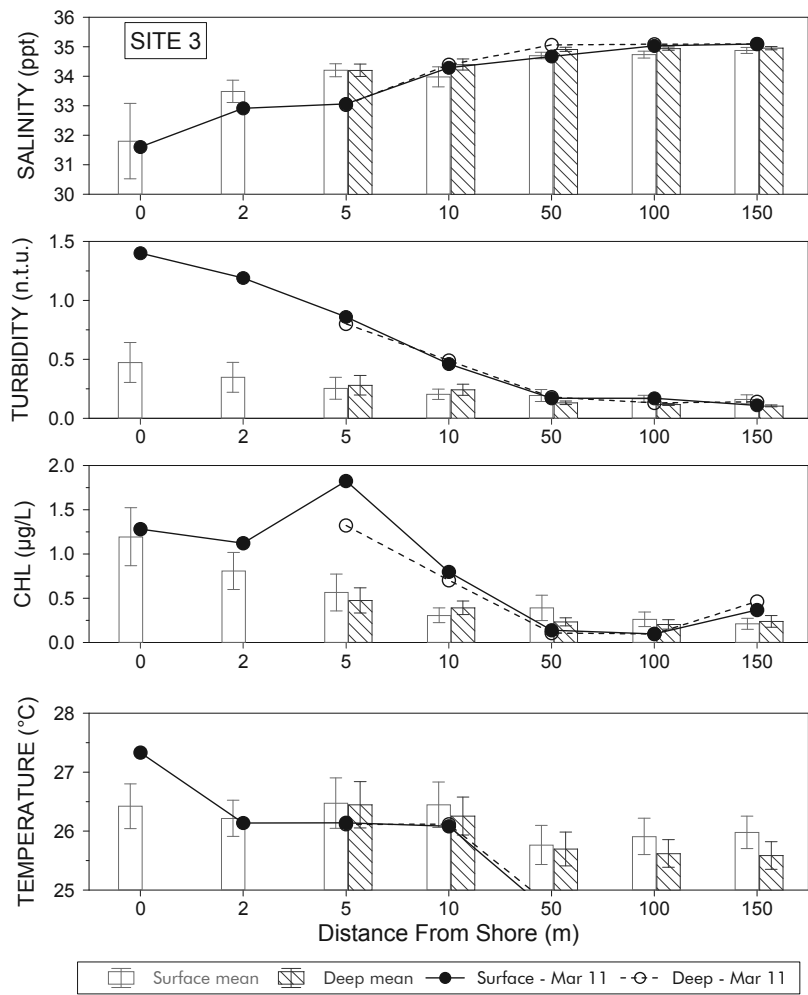 SITE 3
SALINITY (ppt)
36
35
34
33
32
31
30
0 2 5 10 50 100 150
TURBIDITY (n.t.u.)
1.5
1.0
0.5
0.0
0 2 5 10 50 100 150
CHL (µg/L)
2.0
1.5
1.0
0.5
0.0
0 2 5 10 50 100 150
TEMPERATURE (°C)
28
27
26
25
0 2 5 10 50 100 150
Distance From Shore (m)
Surface mean Deep mean Surface - Mar 11 Deep - Mar 11